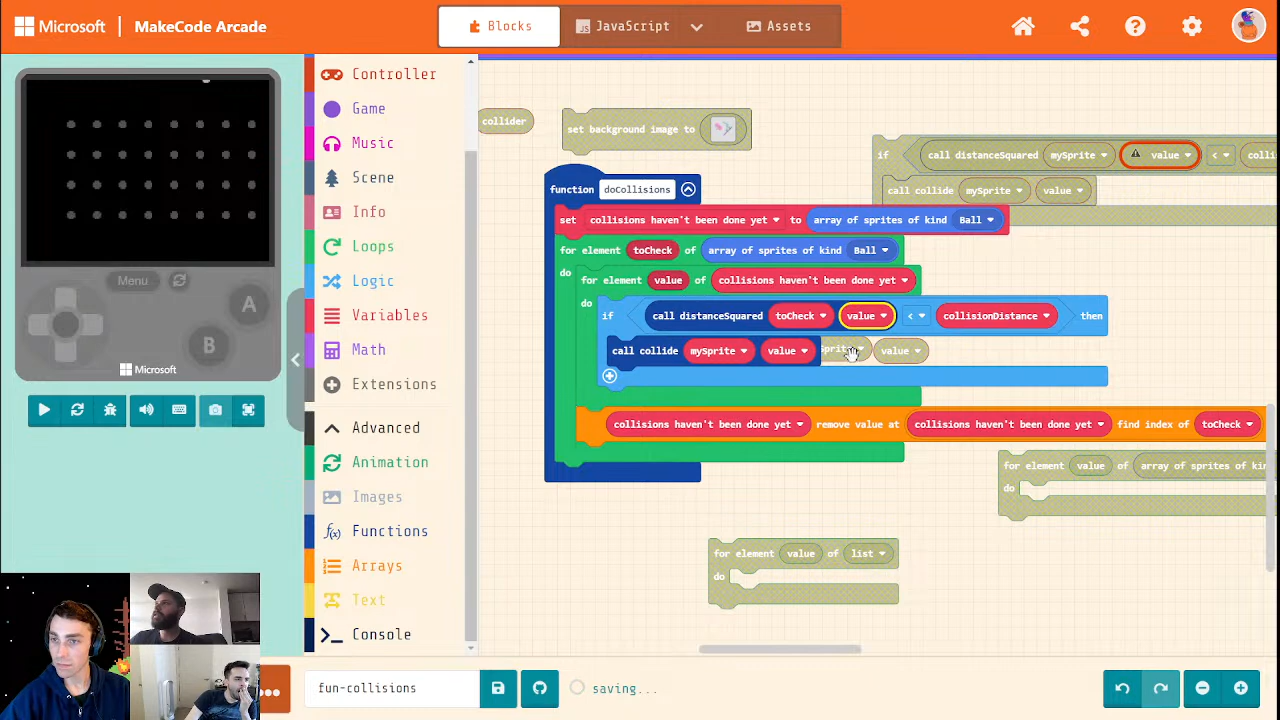 Microsoft MakeCode Arcade
Blocks
JavaScript
Assets
Menu
A
B
Microsoft
Controller
Game
Music
Scene
Info
Loops
Logic
Variables
Math
Extensions
Advanced
Animation
Images
Functions
Arrays
Text
Console
collider
set background image to
if call distanceSquared mySprite value < colli
call collide mySprite value
function doCollisions
set collisions haven't been done yet to array of sprites of kind Ball
for element toCheck of array of sprites of kind Ball
do for element value of collisions haven't been done yet
do if call distanceSquared toCheck value < collisionDistance then
call collide mySprite value sprite value
collisions haven't been done yet remove value at collisions haven't been done yet find index of toCheck
for element value of array of sprites of kin
do
for element value of list
do
fun-collisions
saving...